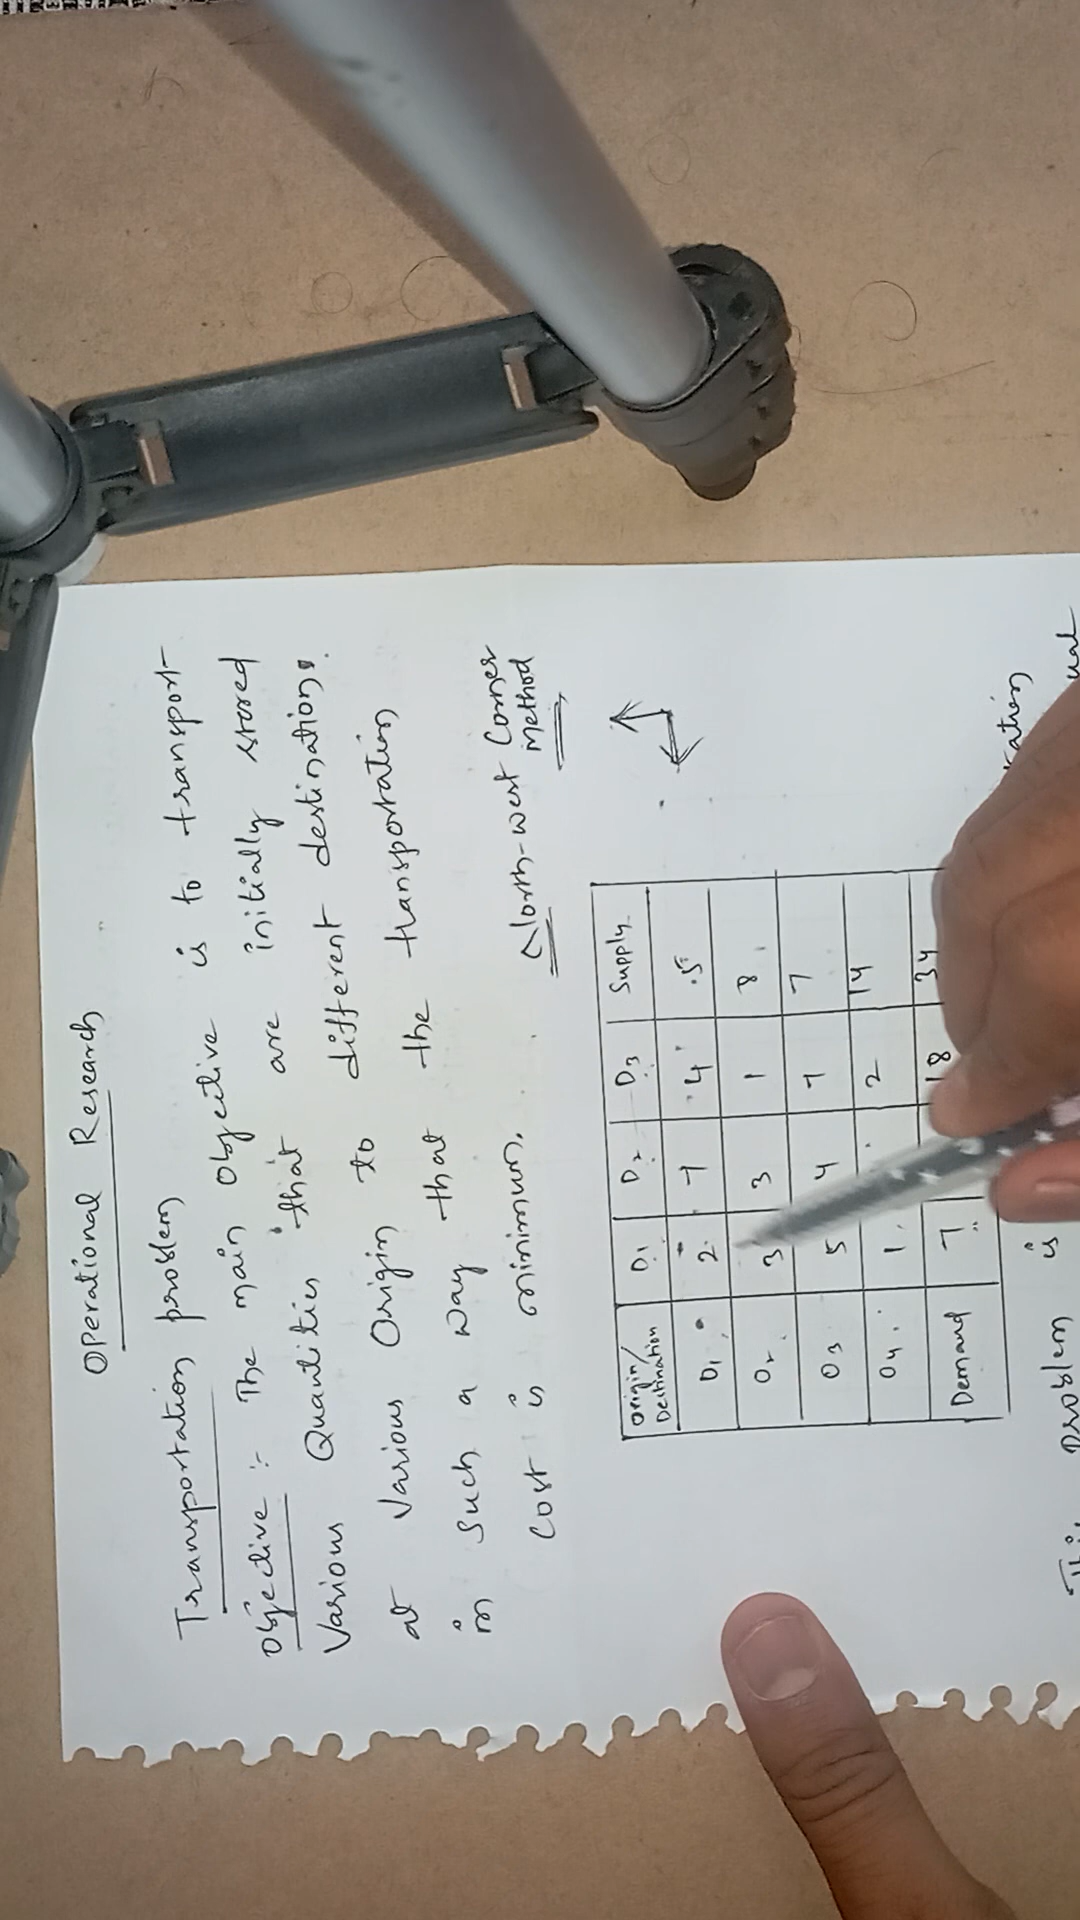 Operational Research
Transportation problem
Objective :- The main objective is to transport
Various Quantities that are initially stored
at Various Origin to different destinations.
in Such a way that the transportation
cost is minimum.
North-west Corner
Method
Origin/ Destination D1 D2 D3 Supply
O1 2 7 4 5
O2 3 3 1 8
O3 5 4 7 7
O4 1 2 14
Demand 7 18 34
This problem is